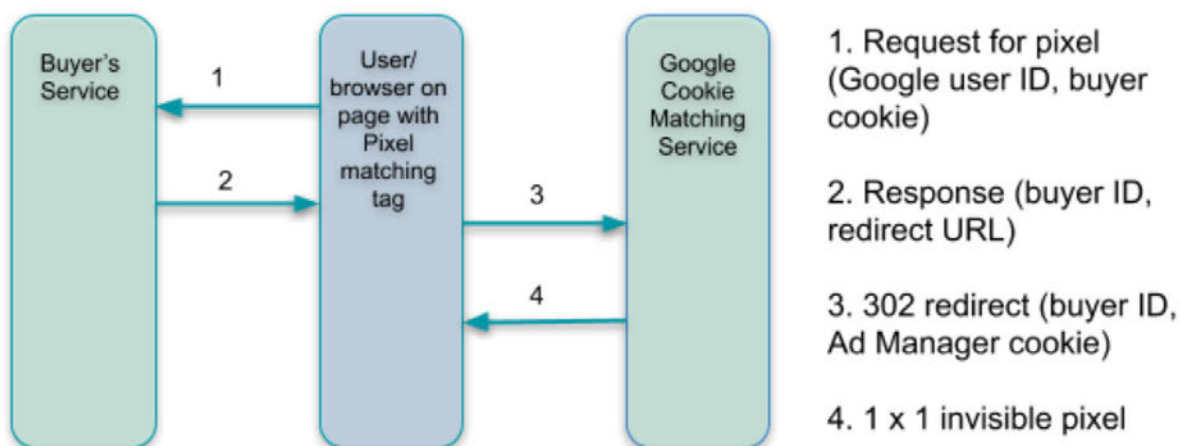 Buyer's
Service
1
2
User/
browser on
page with
Pixel
matching
tag
3
4
Google
Cookie
Matching
Service
1. Request for pixel
(Google user ID, buyer
cookie)
2. Response (buyer ID,
redirect URL)
3. 302 redirect (buyer ID,
Ad Manager cookie)
4. 1 x 1 invisible pixel